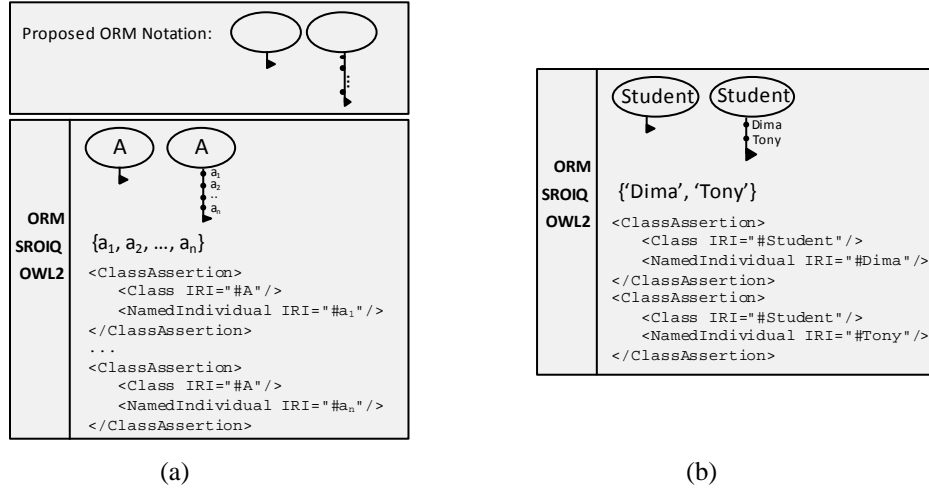 Proposed ORM Notation:
A
A
a₁
a₂
..
aₙ
ORM
SROIQ
OWL2
{a₁, a₂, ..., aₙ}
<ClassAssertion>
<Class IRI="#A"/>
<NamedIndividual IRI="#a₁"/>
</ClassAssertion>
...
<ClassAssertion>
<Class IRI="#A"/>
<NamedIndividual IRI="#aₙ"/>
</ClassAssertion>
(a)
Student
Student
Dima
Tony
ORM
SROIQ
OWL2
{‘Dima’, ‘Tony’}
<ClassAssertion>
<Class IRI="#Student"/>
<NamedIndividual IRI="#Dima"/>
</ClassAssertion>
<ClassAssertion>
<Class IRI="#Student"/>
<NamedIndividual IRI="#Tony"/>
</ClassAssertion>
(b)